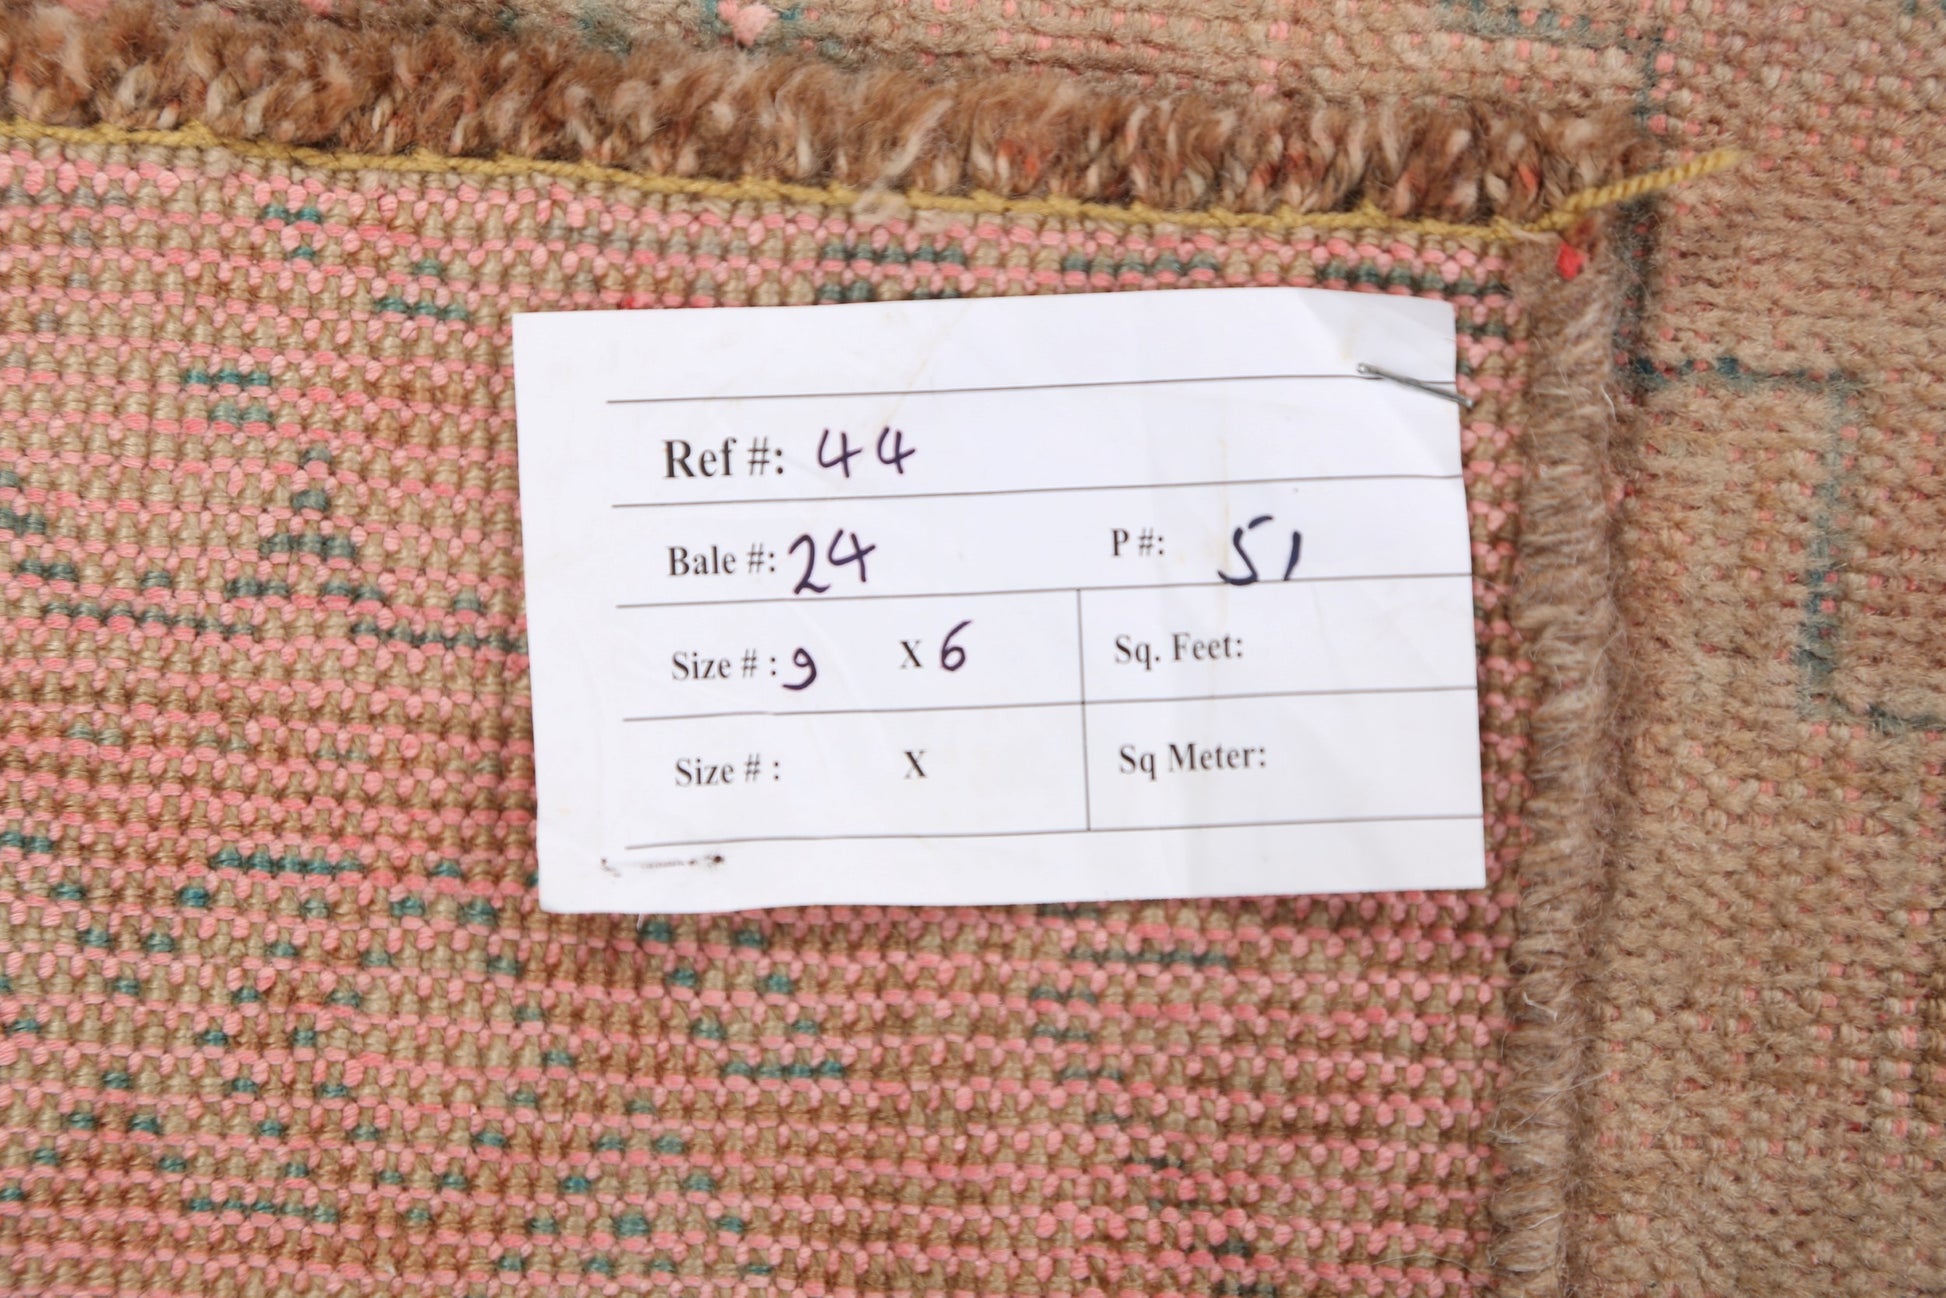 Ref #: 44
Bale #: 24 P #: 51
Size # : 9 X 6 Sq. Feet:
Size # : X Sq Meter: